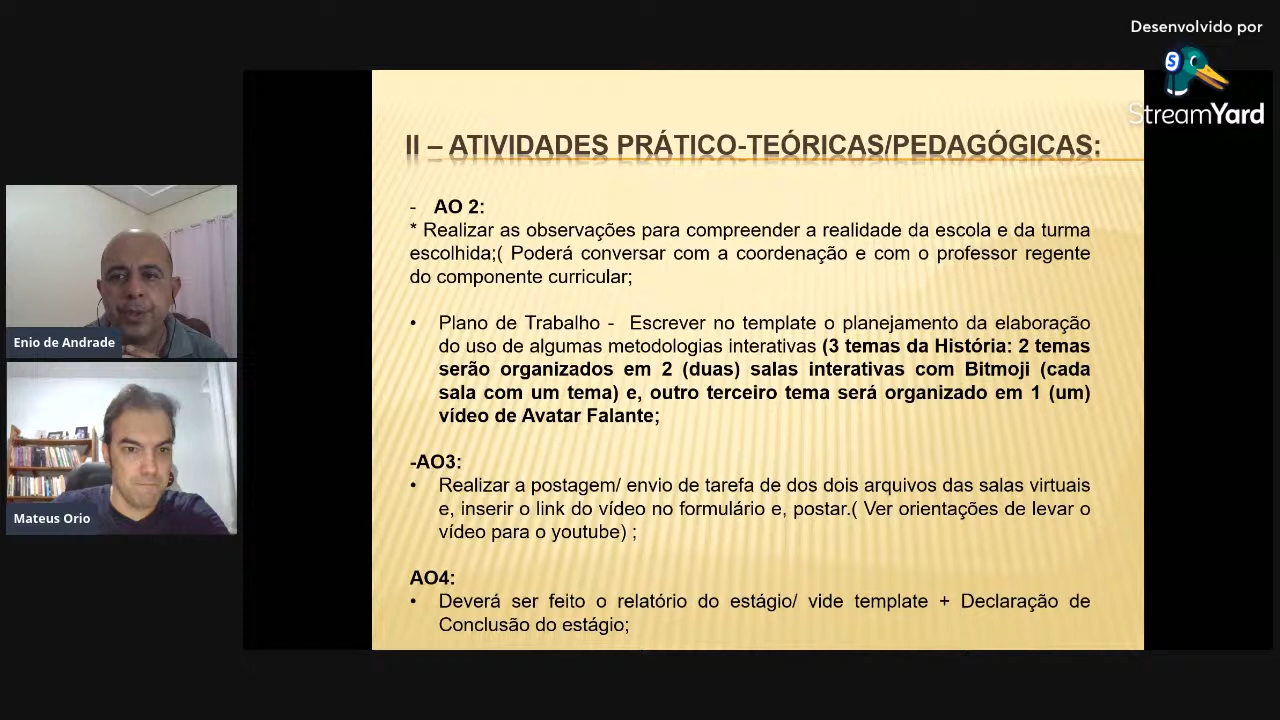 Desenvolvido por
StreamYard
II – ATIVIDADES PRÁTICO-TEÓRICAS/PEDAGÓGICAS:
- AO 2:
* Realizar as observações para compreender a realidade da escola e da turma
escolhida;( Poderá conversar com a coordenação e com o professor regente
do componente curricular;
• Plano de Trabalho - Escrever no template o planejamento da elaboração
do uso de algumas metodologias interativas (3 temas da História: 2 temas
serão organizados em 2 (duas) salas interativas com Bitmoji (cada
sala com um tema) e, outro terceiro tema será organizado em 1 (um)
vídeo de Avatar Falante;
-AO3:
• Realizar a postagem/ envio de tarefa de dos dois arquivos das salas virtuais
e, inserir o link do vídeo no formulário e, postar.( Ver orientações de levar o
vídeo para o youtube) ;
AO4:
• Deverá ser feito o relatório do estágio/ vide template + Declaração de
Conclusão do estágio;
Enio de Andrade
Mateus Orio